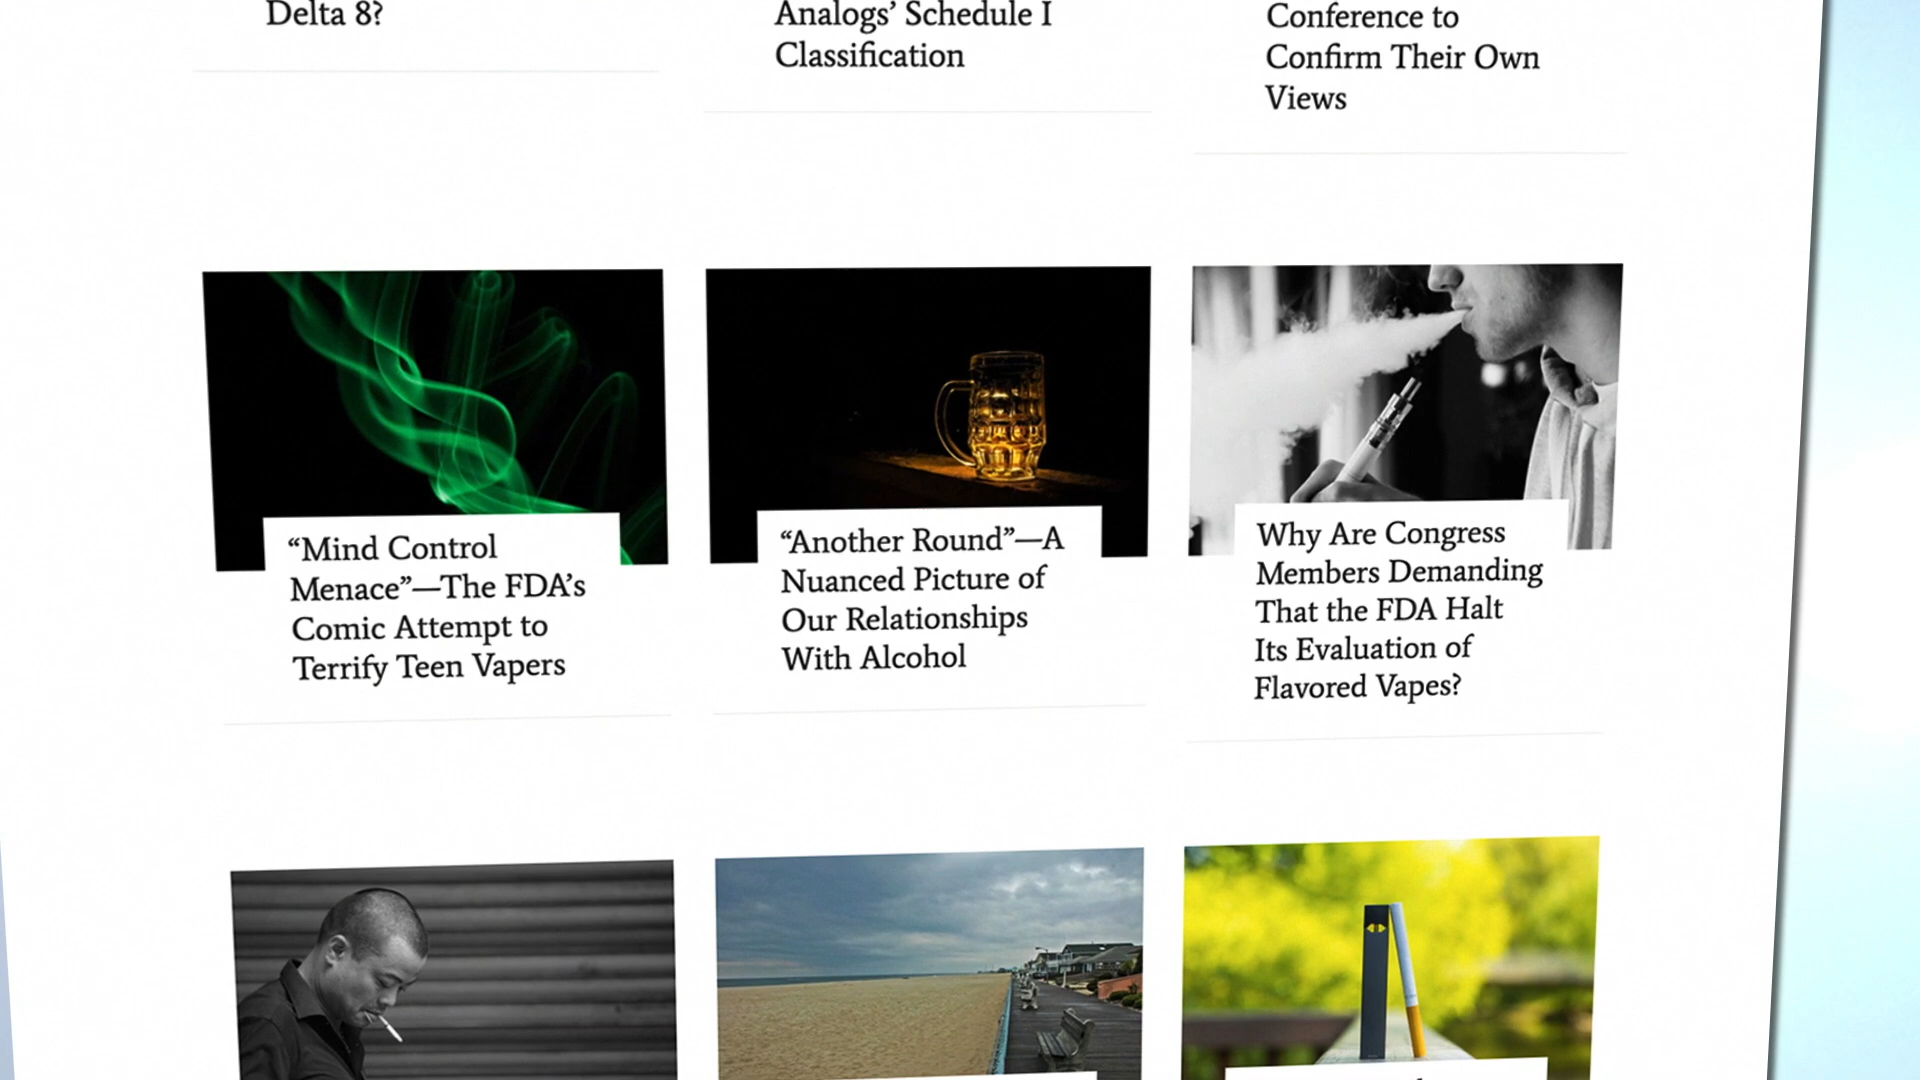 Delta 8?
Analogs’ Schedule I
Classification
Conference to
Confirm Their Own
Views
“Mind Control
Menace”—The FDA’s
Comic Attempt to
Terrify Teen Vapers
“Another Round”—A
Nuanced Picture of
Our Relationships
With Alcohol
Why Are Congress
Members Demanding
That the FDA Halt
Its Evaluation of
Flavored Vapes?